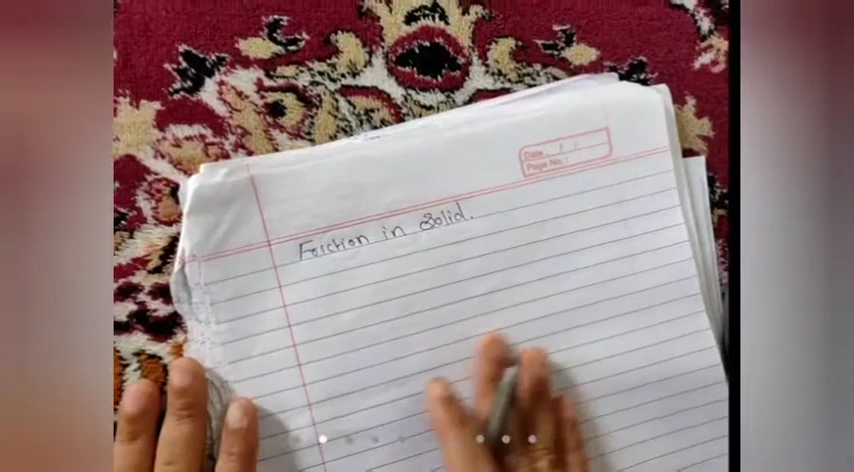 Date : / /
Page No. :
Friction in Solid.